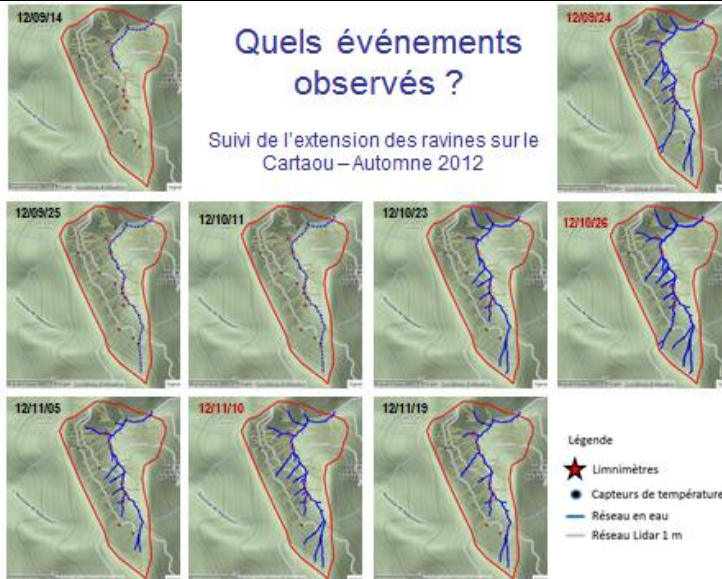 12/09/14
Quels événements
observés ?
12/09/24
Suivi de l'extension des ravines sur le
Cartaou – Automne 2012
12/09/25
12/10/11
12/10/23
12/10/26
12/11/05
12/11/10
12/11/19
Légende
Limnimètres
Capteurs de température
Réseau en eau
Réseau Lidar 1 m